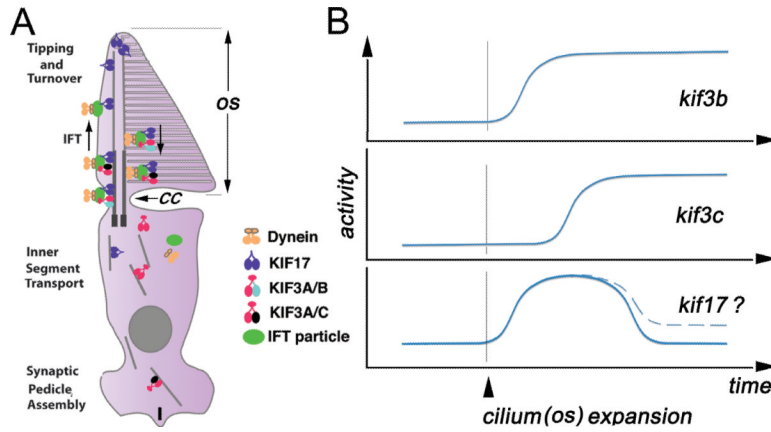 A
Tipping and
Turnover
OS
IFT
CC
Inner
Segment
Transport
Dynein
KIF17
KIF3A/B
KIF3A/C
IFT particle
Synaptic
Pedicle
Assembly
B
kif3b
activity
kif3c
kif17 ?
time
cilium (os) expansion